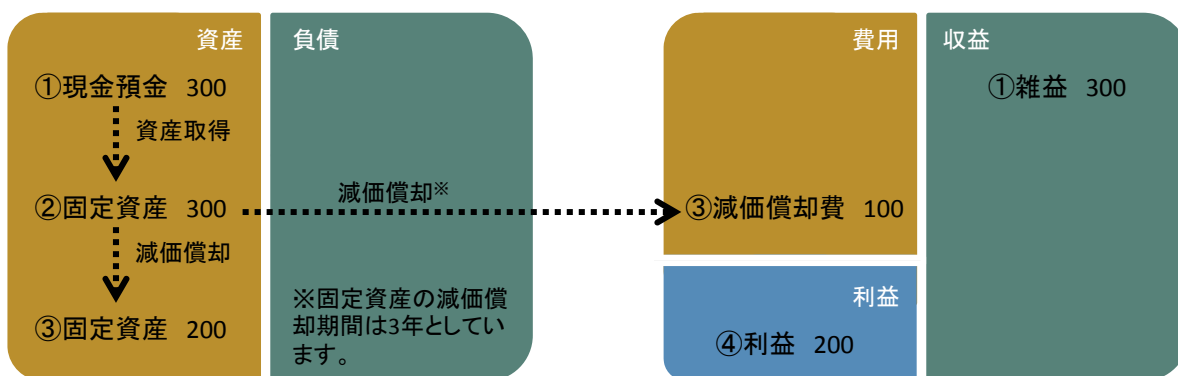 資産
負債
①現金預金 300
資産取得
②固定資産 300
減価償却
③固定資産 200
減価償却※
※固定資産の減価償
却期間は3年としてい
ます。
費用
収益
①雑益 300
③減価償却費 100
利益
④利益 200